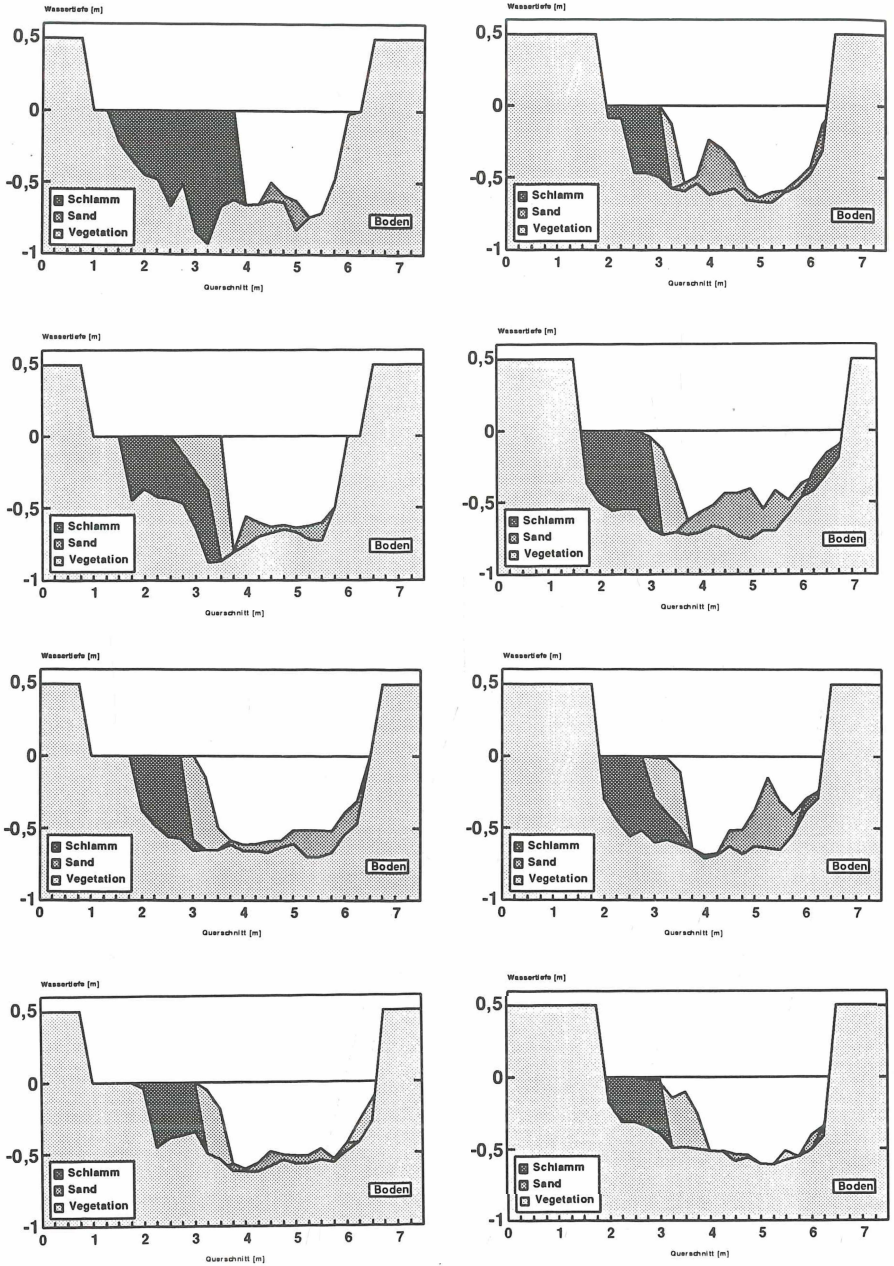 Wassertiefe [m]
0,5
0
-0,5
-1
Schlamm
Sand
Vegetation
Boden
0 1 2 3 4 5 6 7
Querschnitt [m]
Wassertiefe [m]
0,5
0
-0,5
-1
Schlamm
Sand
Vegetation
Boden
0 1 2 3 4 5 6 7
Querschnitt [m]
Wassertiefe [m]
0,5
0
-0,5
-1
Schlamm
Sand
Vegetation
Boden
0 1 2 3 4 5 6 7
Querschnitt [m]
Wassertiefe [m]
0,5
0
-0,5
-1
Schlamm
Sand
Vegetation
Boden
0 1 2 3 4 5 6 7
Querschnitt [m]
Wassertiefe [m]
0,5
0
-0,5
-1
Schlamm
Sand
Vegetation
Boden
0 1 2 3 4 5 6 7
Querschnitt [m]
Wassertiefe [m]
0,5
0
-0,5
-1
Schlamm
Sand
Vegetation
Boden
0 1 2 3 4 5 6 7
Querschnitt [m]
Wassertiefe [m]
0,5
0
-0,5
-1
Schlamm
Sand
Vegetation
Boden
0 1 2 3 4 5 6 7
Querschnitt [m]
Wassertiefe [m]
0,5
0
-0,5
-1
Schlamm
Sand
Vegetation
Boden
0 1 2 3 4 5 6 7
Querschnitt [m]